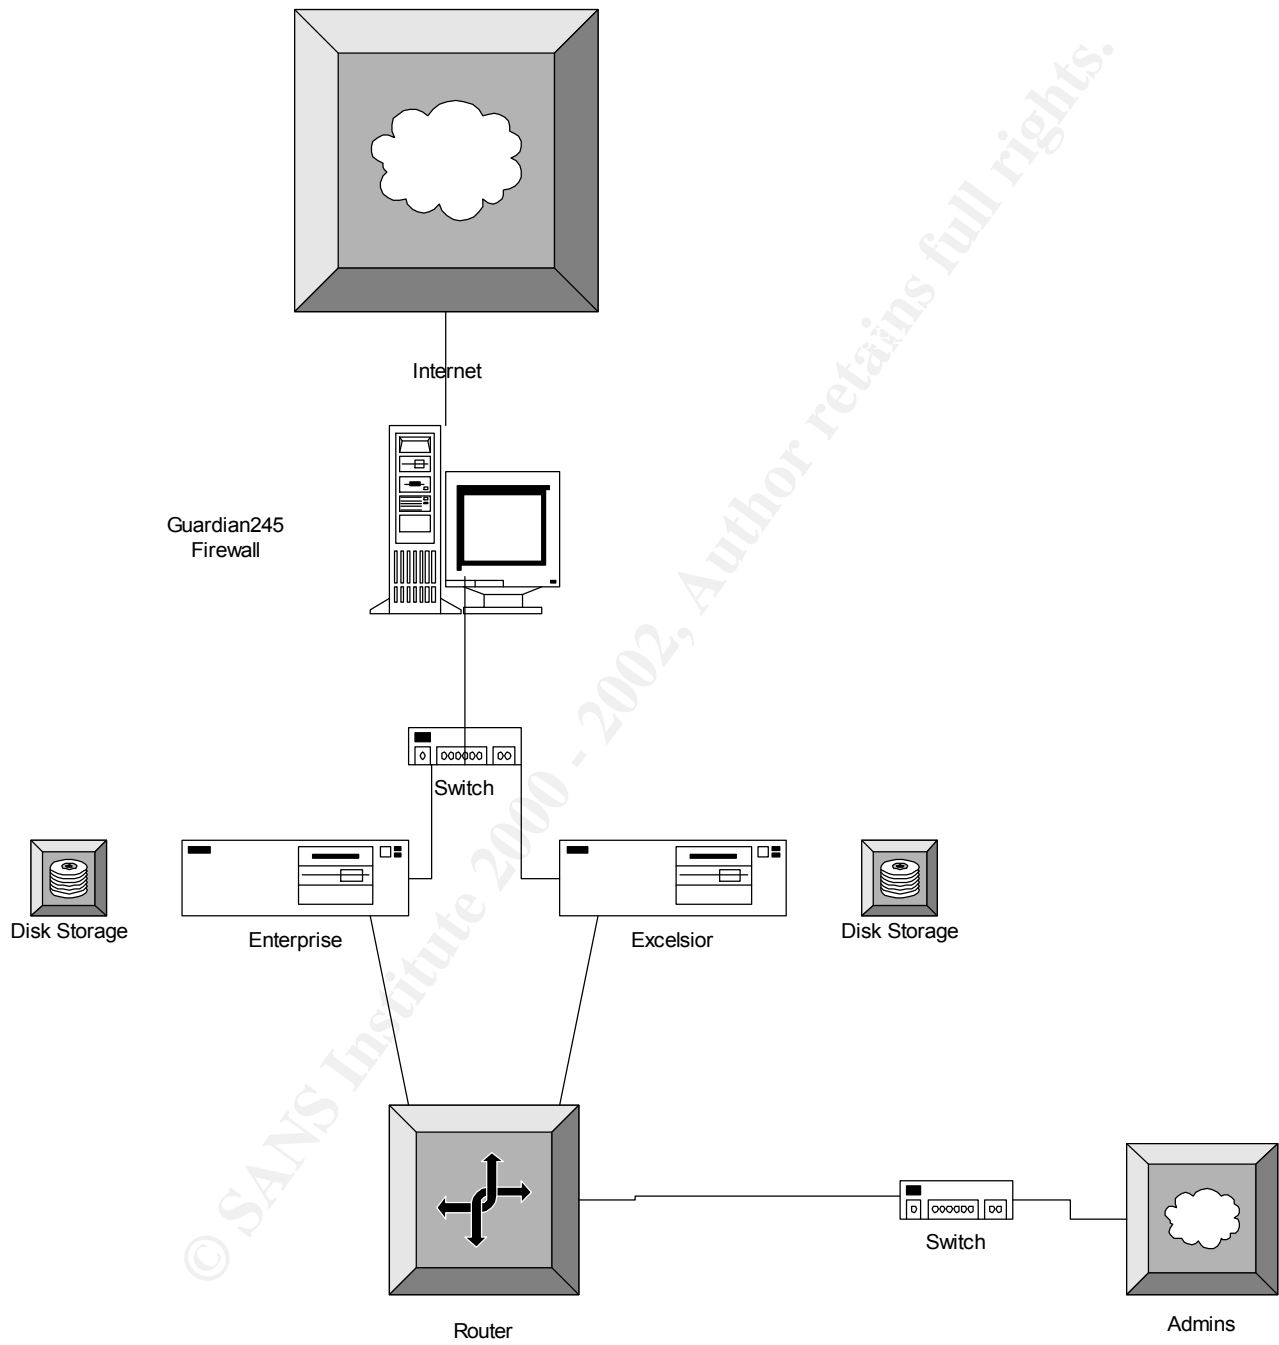 Internet
Guardian245
Firewall
Switch
Disk Storage
Enterprise
Excelsior
Disk Storage
Switch
Router
Admins
© SANS Institute 2000 - 2002, Author retains full rights.